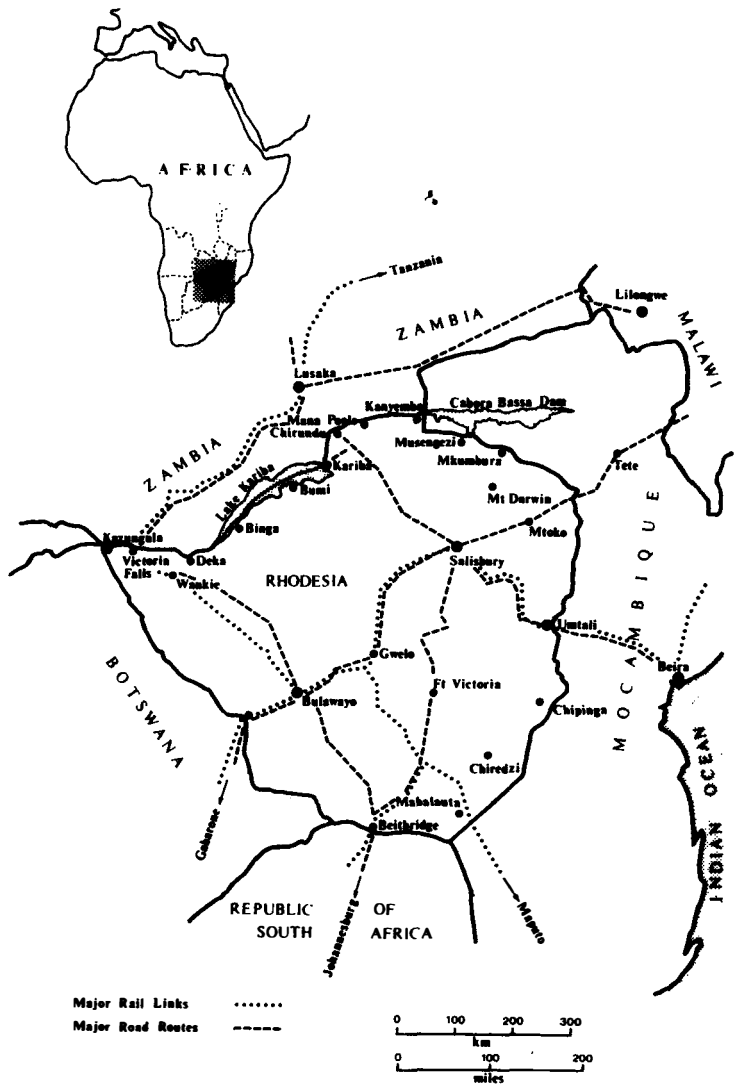 AFRICA
Tanzania
ZAMBIA
Lilongwe
MALAWI
Lusaka
Kanyemba
Cabora Bassa Dam
Mana Pools
Chirundu
Musengezi
Mkumbura
ZAMBIA
Kariba
Lake Kariba
Tete
Bumi
Mt Darwin
Binga
Mtoko
Kazungula
Victoria
Falls
Deka
Salisbury
Wankie
RHODESIA
MOCAMBIQUE
Umtali
Gwelo
Beira
BOTSWANA
Bulawayo
Ft Victoria
Chipinga
Chiredzi
INDIAN OCEAN
Mabalauta
Gabarone
Beitbridge
REPUBLIC OF
SOUTH AFRICA
Johannesburg
Maputo
Major Rail Links
Major Road Routes
0 100 200 300
km
0 100 200
miles